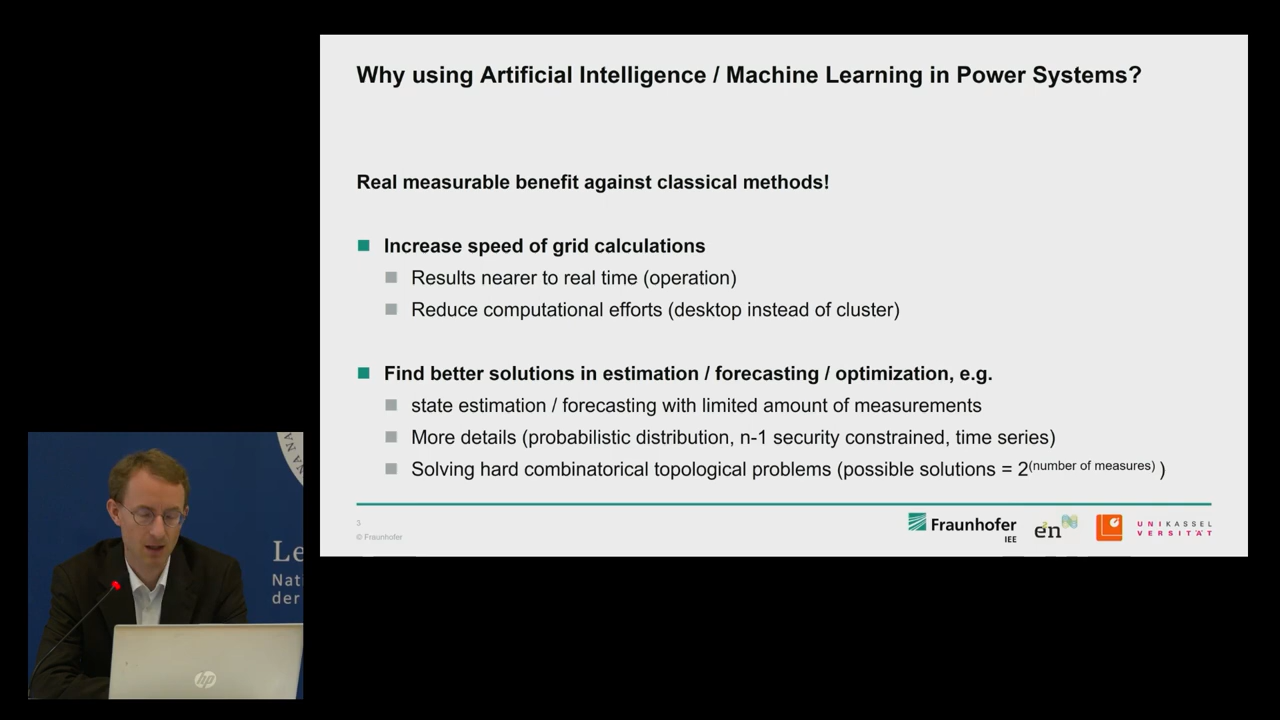 Why using Artificial Intelligence / Machine Learning in Power Systems?
Real measurable benefit against classical methods!
Increase speed of grid calculations
Results nearer to real time (operation)
Reduce computational efforts (desktop instead of cluster)
Find better solutions in estimation / forecasting / optimization, e.g.
state estimation / forecasting with limited amount of measurements
More details (probabilistic distribution, n-1 security constrained, time series)
Solving hard combinatorical topological problems (possible solutions = 2(number of measures) )
3
© Fraunhofer
Fraunhofer
IEE
e2n
UNIKASSEL
VERSITÄT
Le
Nati
der
hp